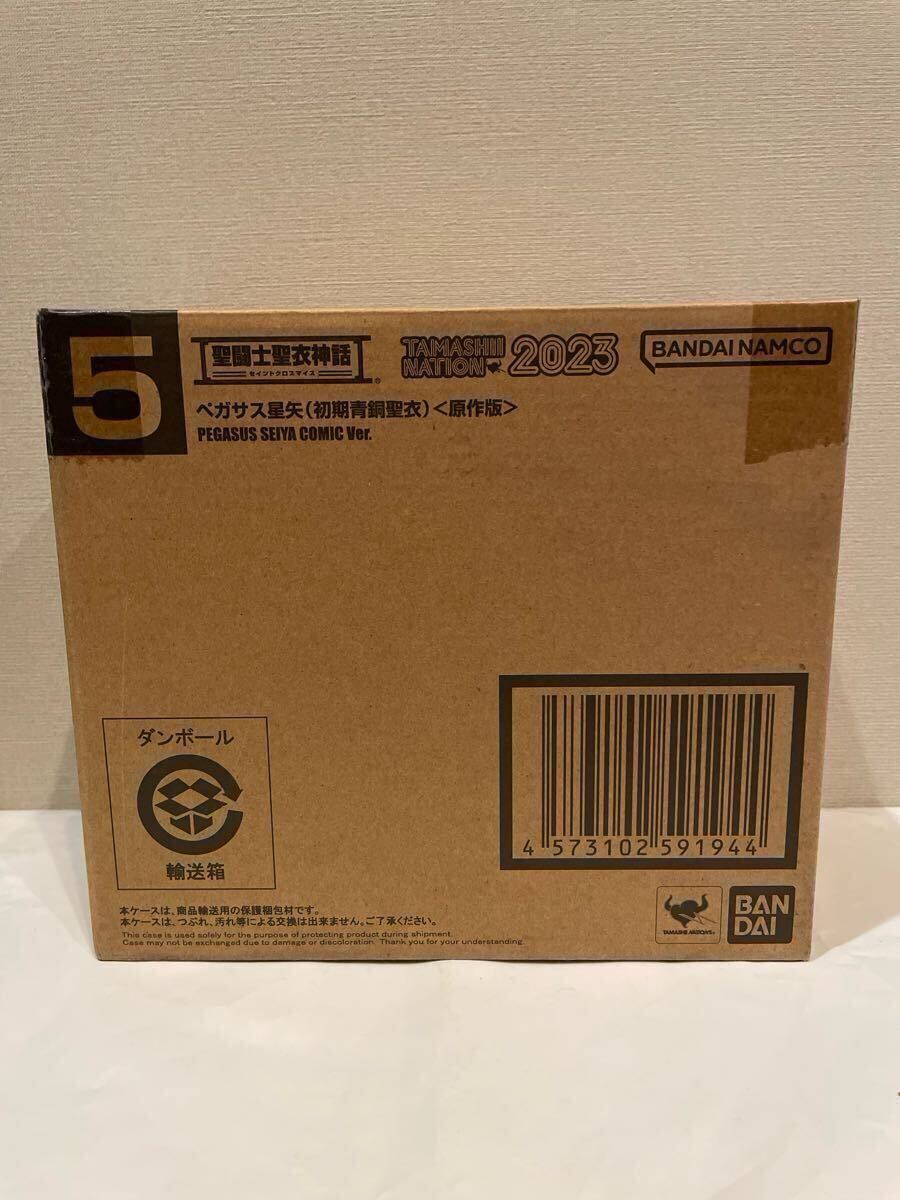 5
聖闘士聖衣神話
セイントクロスマイス
TAMASHIII
NATION
2023
BANDAI NAMCO
ペガサス星矢(初期青銅聖衣)<原作版>
PEGASUS SEIYA COMIC Ver.
ダンボール
輸送箱
4 573102 591944
本ケースは、商品輸送用の保護梱包材です。
本ケースは、つぶれ、汚れ等による交換は出来ません。ご了承ください。
This case is used solely for the purpose of protecting product during shipment.
Case may not be exchanged due to damage or discoloration. Thank you for your understanding.
TAMASHII NATIONS
BAN
DAI